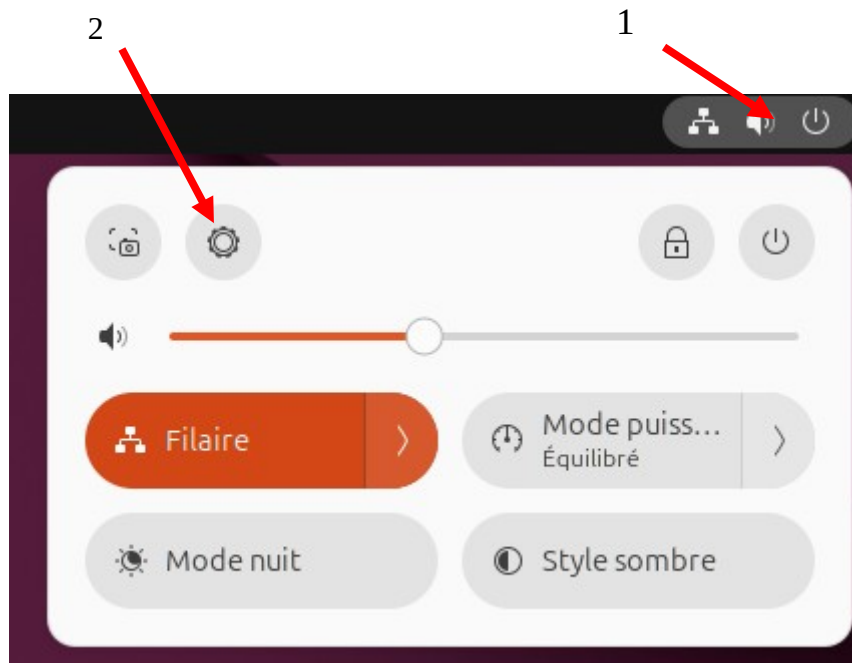 2
1
Filaire
Mode puiss...
Équilibré
Mode nuit
Style sombre